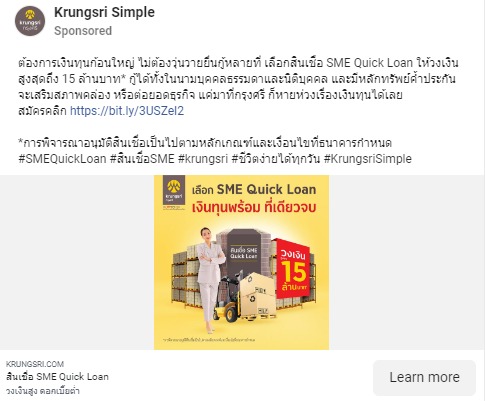 krungsri
กรุงศรี
Krungsri Simple
Sponsored
ต้องการเงินทุนก้อนใหญ่ ไม่ต้องวุ่นวายยื่นกู้หลายที่ เลือกสินเชื่อ SME Quick Loan ให้วงเงิน
สูงสุดถึง 15 ล้านบาท* กู้ได้ทั้งในนามบุคคลธรรมดาและนิติบุคคล และมีหลักทรัพย์ค้ำประกัน
จะเสริมสภาพคล่อง หรือต่อยอดธุรกิจ แค่มาที่กรุงศรี ก็หายห่วงเรื่องเงินทุนได้เลย
สมัครคลิก https://bit.ly/3USZeI2
*การพิจารณาอนุมัติสินเชื่อเป็นไปตามหลักเกณฑ์และเงื่อนไขที่ธนาคารกำหนด
#SMEQuickLoan #สินเชื่อSME #krungsri #ชีวิตง่ายได้ทุกวัน #KrungsriSimple
krungsri
กรุงศรี
เลือก SME Quick Loan
เงินทุนพร้อม ที่เดียวจบ
สินเชื่อ SME
Quick Loan
วงเงิน
15
ล้านบาท*
KRUNGSRI.COM
สินเชื่อ SME Quick Loan
วงเงินสูง ดอกเบี้ยต่ำ
Learn more